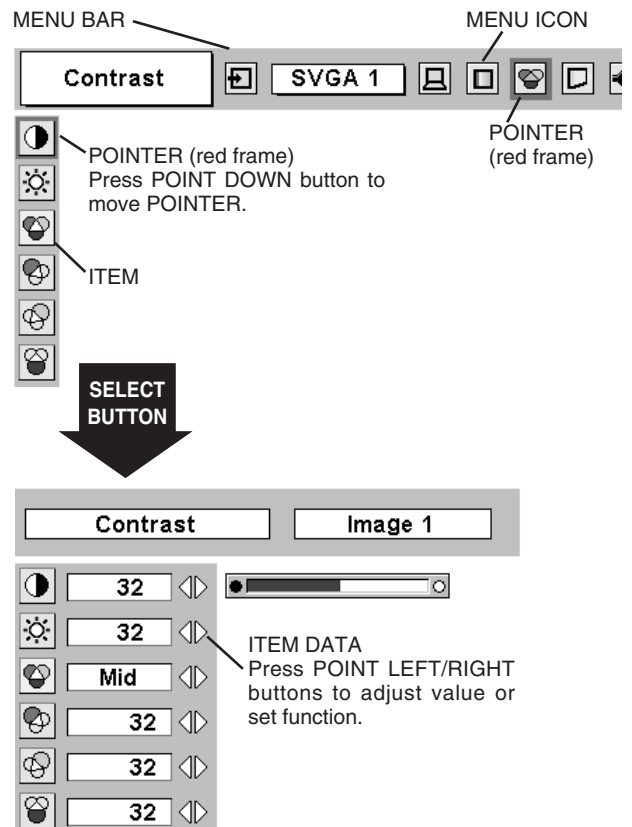 MENU BAR
MENU ICON
Contrast
SVGA 1
POINTER
(red frame)
POINTER (red frame)
Press POINT DOWN button to
move POINTER.
ITEM
SELECT
BUTTON
Contrast
Image 1
32
32
Mid
32
32
32
ITEM DATA
Press POINT LEFT/RIGHT
buttons to adjust value or
set function.